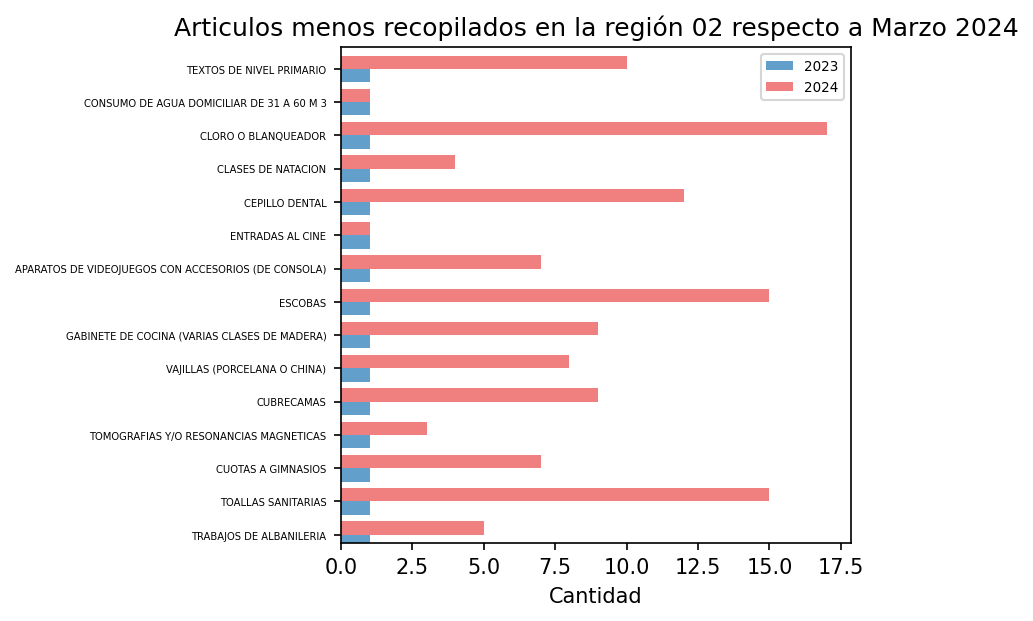 Articulos menos recopilados en la región 02 respecto a Marzo 2024
2023
2024
TEXTOS DE NIVEL PRIMARIO
CONSUMO DE AGUA DOMICILIAR DE 31 A 60 M 3
CLORO O BLANQUEADOR
CLASES DE NATACION
CEPILLO DENTAL
ENTRADAS AL CINE
APARATOS DE VIDEOJUEGOS CON ACCESORIOS (DE CONSOLA)
ESCOBAS
GABINETE DE COCINA (VARIAS CLASES DE MADERA)
VAJILLAS (PORCELANA O CHINA)
CUBRECAMAS
TOMOGRAFIAS Y/O RESONANCIAS MAGNETICAS
CUOTAS A GIMNASIOS
TOALLAS SANITARIAS
TRABAJOS DE ALBANILERIA
0.0 2.5 5.0 7.5 10.0 12.5 15.0 17.5
Cantidad